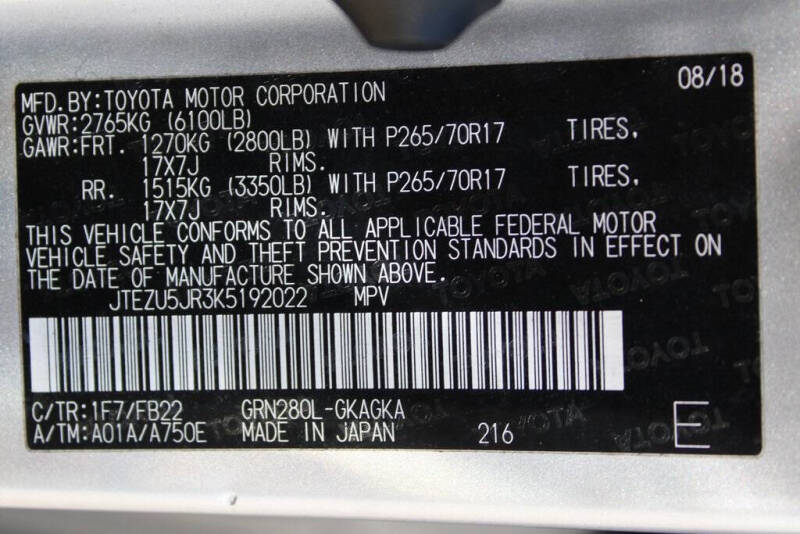 08/18
MFD.BY:TOYOTA MOTOR CORPORATION
GVWR:2765KG (6100LB)
GAWR:FRT. 1270KG (2800LB) WITH P265/70R17 TIRES,
17X7J RIMS.
RR. 1515KG (3350LB) WITH P265/70R17 TIRES,
17X7J RIMS.
THIS VEHICLE CONFORMS TO ALL APPLICABLE FEDERAL MOTOR
VEHICLE SAFETY AND THEFT PREVENTION STANDARDS IN EFFECT ON
THE DATE OF MANUFACTURE SHOWN ABOVE.
JTEZU5JR3K5192022 MPV
C/TR:1F7/FB22 GRN280L-GKAGKA
A/TM:A01A/A750E MADE IN JAPAN 216 E